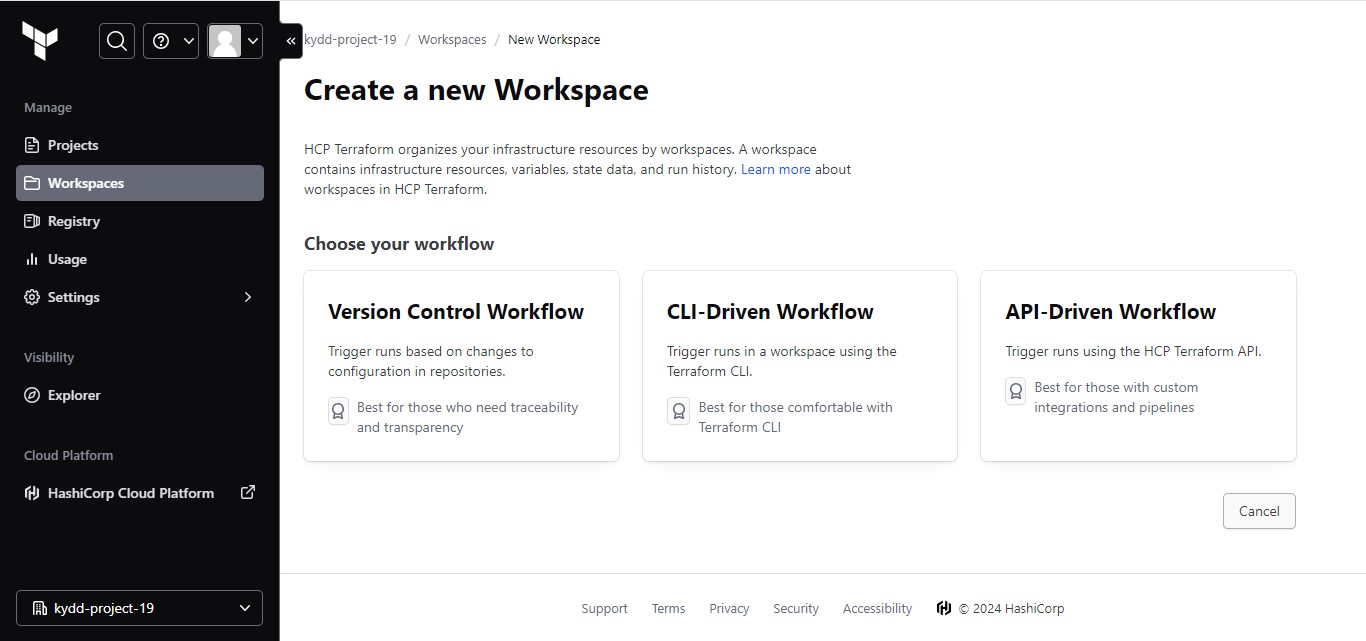 Manage
Projects
Workspaces
Registry
Usage
Settings
Visibility
Explorer
Cloud Platform
HashiCorp Cloud Platform
kydd-project-19
kydd-project-19 / Workspaces / New Workspace
Create a new Workspace
HCP Terraform organizes your infrastructure resources by workspaces. A workspace
contains infrastructure resources, variables, state data, and run history. Learn more about
workspaces in HCP Terraform.
Choose your workflow
Version Control Workflow
Trigger runs based on changes to
configuration in repositories.
Best for those who need traceability
and transparency
CLI-Driven Workflow
Trigger runs in a workspace using the
Terraform CLI.
Best for those comfortable with
Terraform CLI
API-Driven Workflow
Trigger runs using the HCP Terraform API.
Best for those with custom
integrations and pipelines
Cancel
Support Terms Privacy Security Accessibility © 2024 HashiCorp